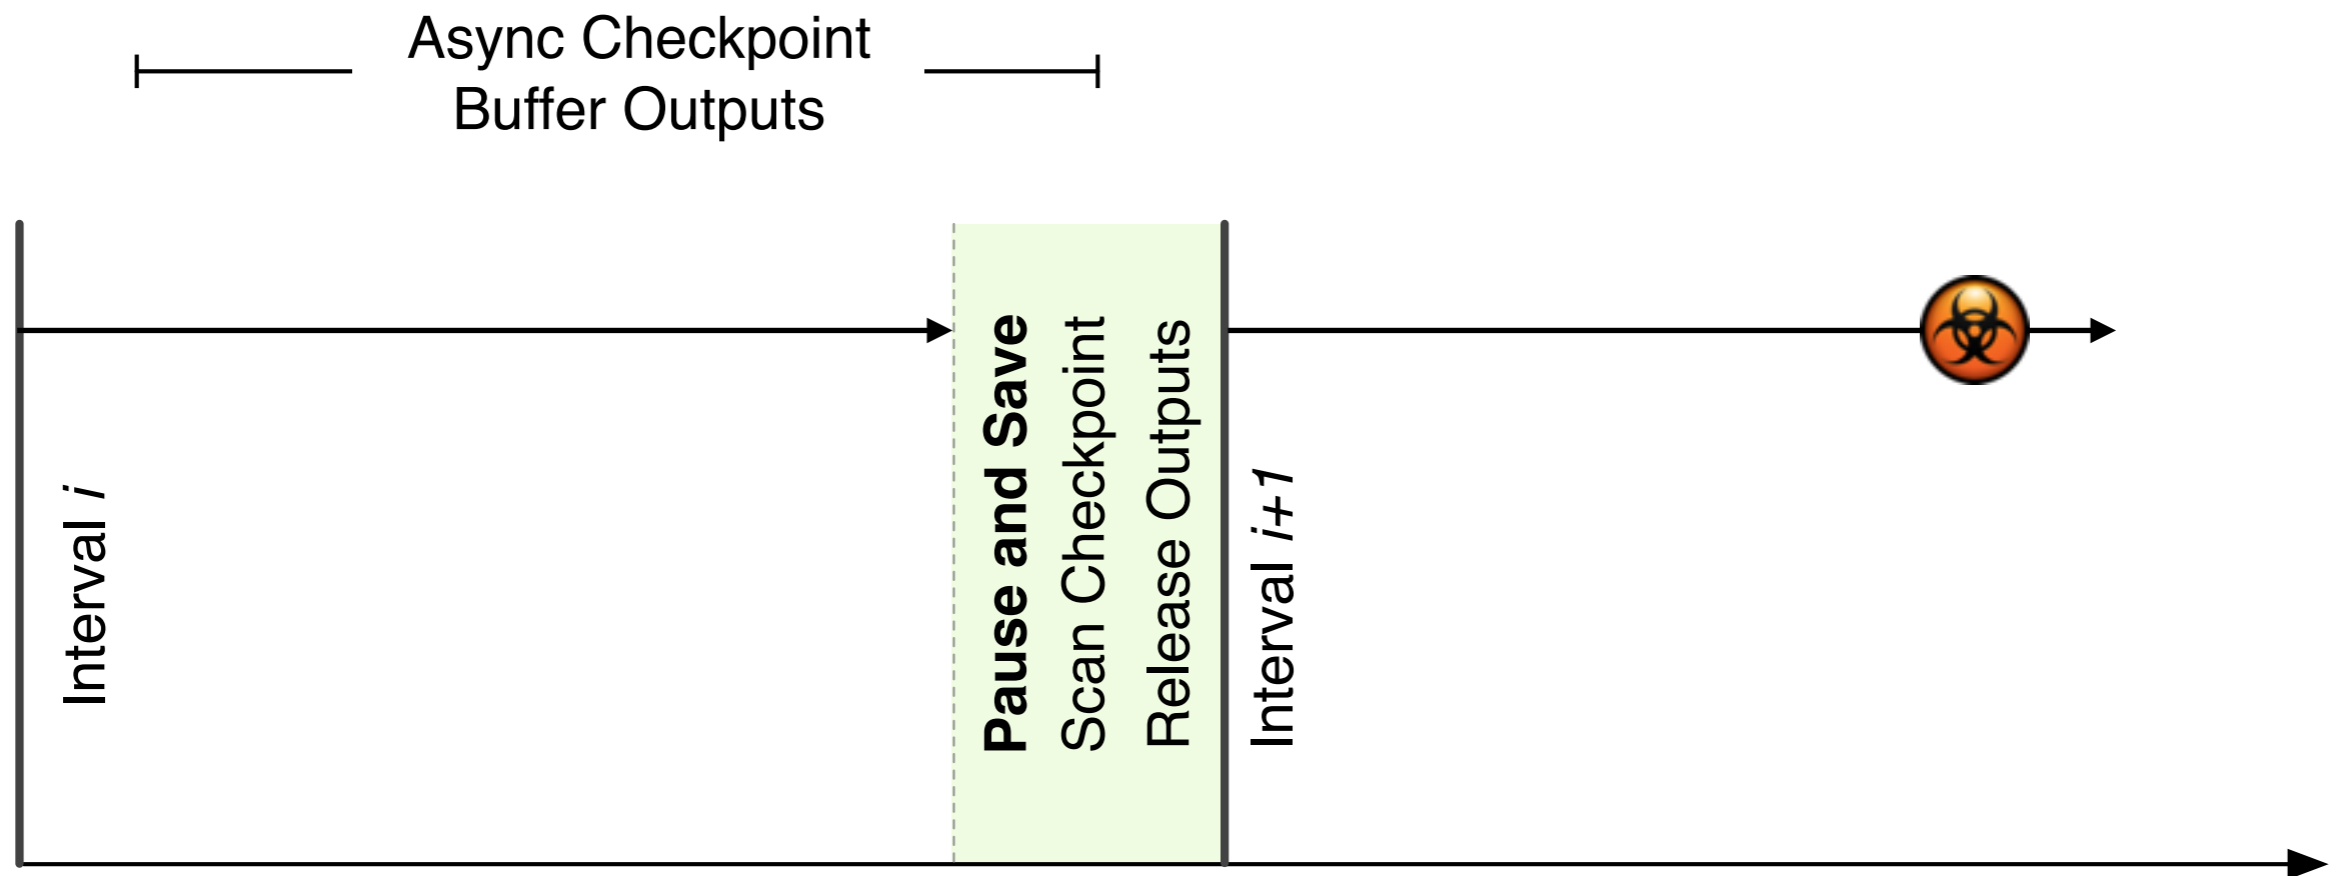 Async Checkpoint
Buffer Outputs
Interval i
Pause and Save
Scan Checkpoint
Release Outputs
Interval i+1